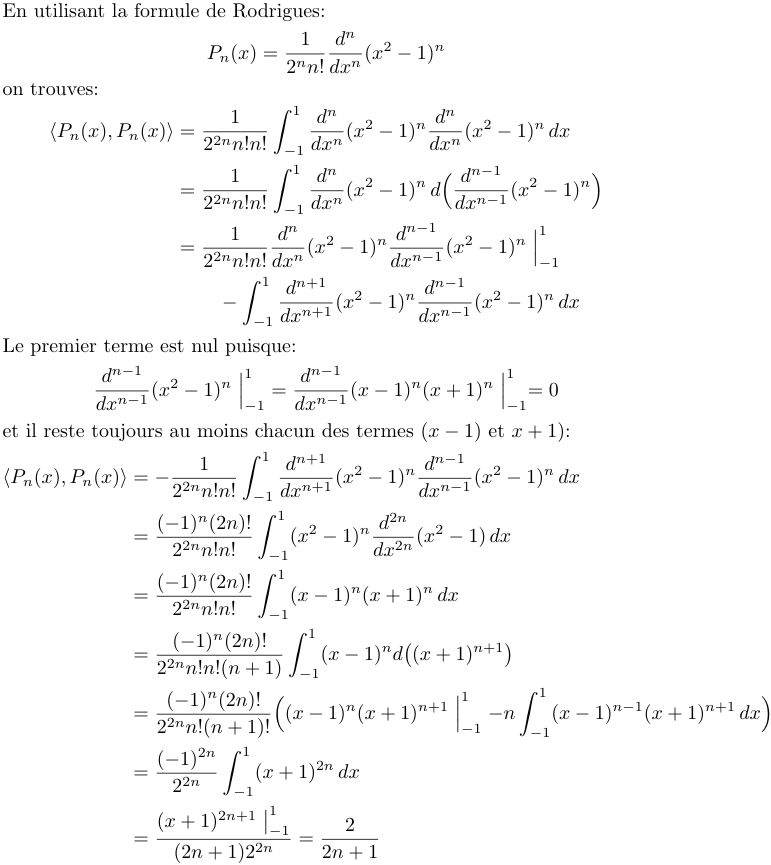 En utilisant la formule de Rodrigues:
$P_n(x) = \frac{1}{2^n n!} \frac{d^n}{dx^n}(x^2 - 1)^n$
on trouves:
$\langle P_n(x), P_n(x) \rangle = \frac{1}{2^{2n} n! n!} \int_{-1}^{1} \frac{d^n}{dx^n}(x^2 - 1)^n \frac{d^n}{dx^n}(x^2 - 1)^n \, dx$
$= \frac{1}{2^{2n} n! n!} \int_{-1}^{1} \frac{d^n}{dx^n}(x^2 - 1)^n \, d\Big(\frac{d^{n-1}}{dx^{n-1}}(x^2 - 1)^n\Big)$
$= \frac{1}{2^{2n} n! n!} \frac{d^n}{dx^n}(x^2 - 1)^n \frac{d^{n-1}}{dx^{n-1}}(x^2 - 1)^n \Big|_{-1}^{1}$
$- \int_{-1}^{1} \frac{d^{n+1}}{dx^{n+1}}(x^2 - 1)^n \frac{d^{n-1}}{dx^{n-1}}(x^2 - 1)^n \, dx$
Le premier terme est nul puisque:
$\frac{d^{n-1}}{dx^{n-1}}(x^2 - 1)^n \Big|_{-1}^{1} = \frac{d^{n-1}}{dx^{n-1}}(x - 1)^n (x + 1)^n \Big|_{-1}^{1} = 0$
et il reste toujours au moins chacun des termes $(x - 1)$ et $x + 1)$:
$\langle P_n(x), P_n(x) \rangle = -\frac{1}{2^{2n} n! n!} \int_{-1}^{1} \frac{d^{n+1}}{dx^{n+1}}(x^2 - 1)^n \frac{d^{n-1}}{dx^{n-1}}(x^2 - 1)^n \, dx$
$= \frac{(-1)^n (2n)!}{2^{2n} n! n!} \int_{-1}^{1} (x^2 - 1)^n \frac{d^{2n}}{dx^{2n}}(x^2 - 1) \, dx$
$= \frac{(-1)^n (2n)!}{2^{2n} n! n!} \int_{-1}^{1} (x - 1)^n (x + 1)^n \, dx$
$= \frac{(-1)^n (2n)!}{2^{2n} n! n! (n + 1)} \int_{-1}^{1} (x - 1)^n d\big((x + 1)^{n+1}\big)$
$= \frac{(-1)^n (2n)!}{2^{2n} n! (n + 1)!} \Big((x - 1)^n (x + 1)^{n+1} \Big|_{-1}^{1} - n \int_{-1}^{1} (x - 1)^{n-1} (x + 1)^{n+1} \, dx\Big)$
$= \frac{(-1)^{2n}}{2^{2n}} \int_{-1}^{1} (x + 1)^{2n} \, dx$
$= \frac{(x + 1)^{2n+1} \big|_{-1}^{1}}{(2n + 1) 2^{2n}} = \frac{2}{2n + 1}$